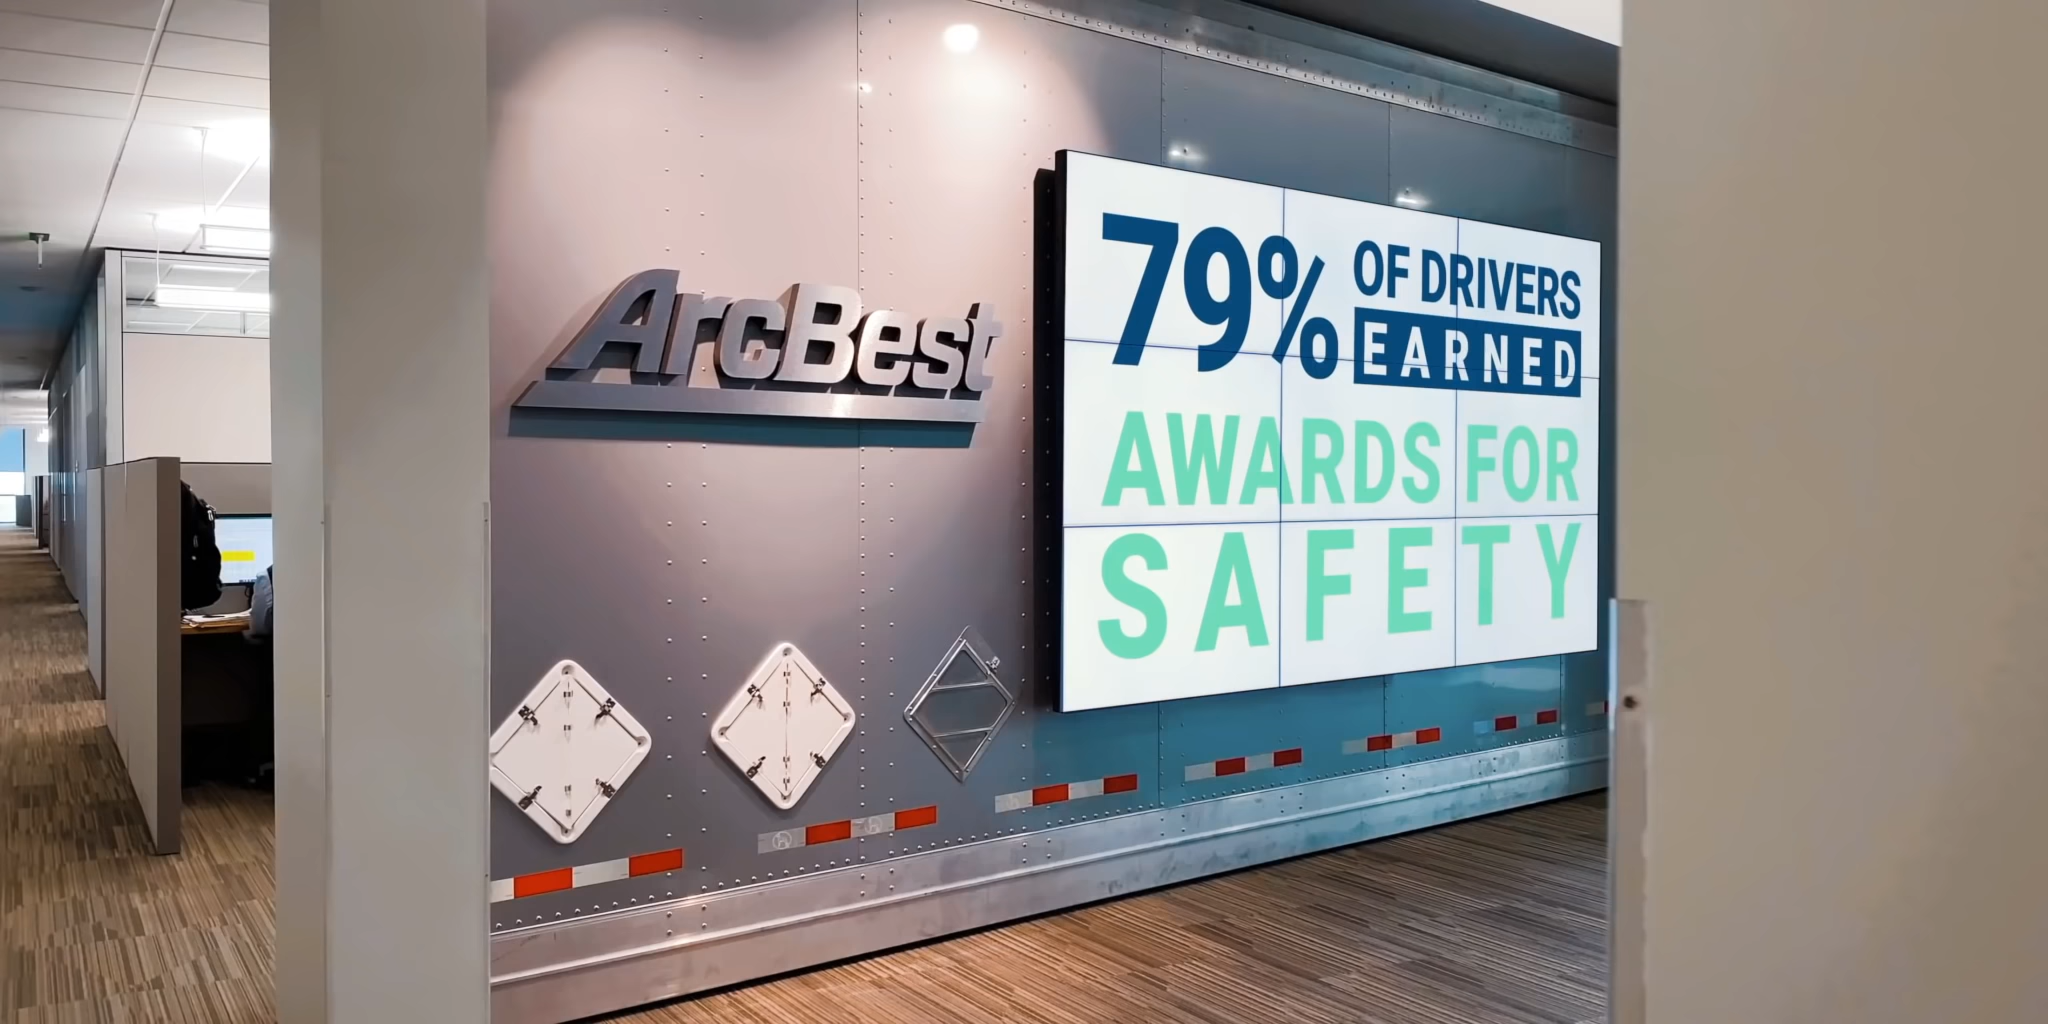 ArcBest
79% OF DRIVERS
EARNED
AWARDS FOR
SAFETY